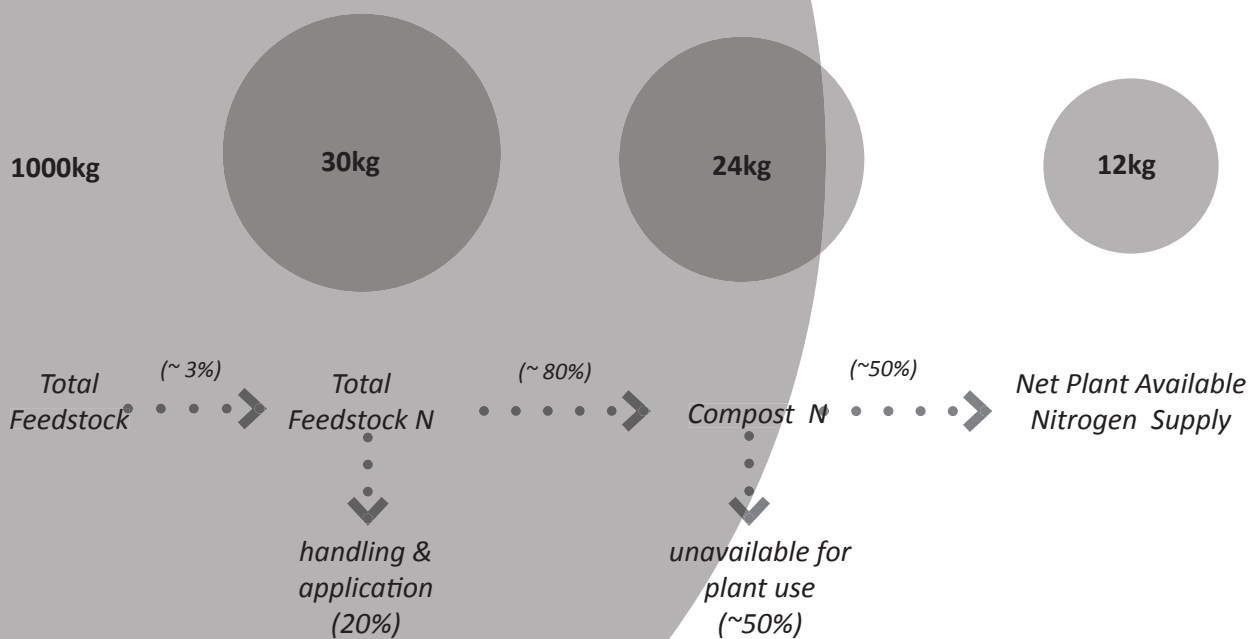 1000kg
30kg
24kg
12kg
Total
Feedstock
(~ 3%)
Total
Feedstock N
(~ 80%)
Compost N
(~50%)
Net Plant Available
Nitrogen Supply
handling &
application
(20%)
unavailable for
plant use
(~50%)